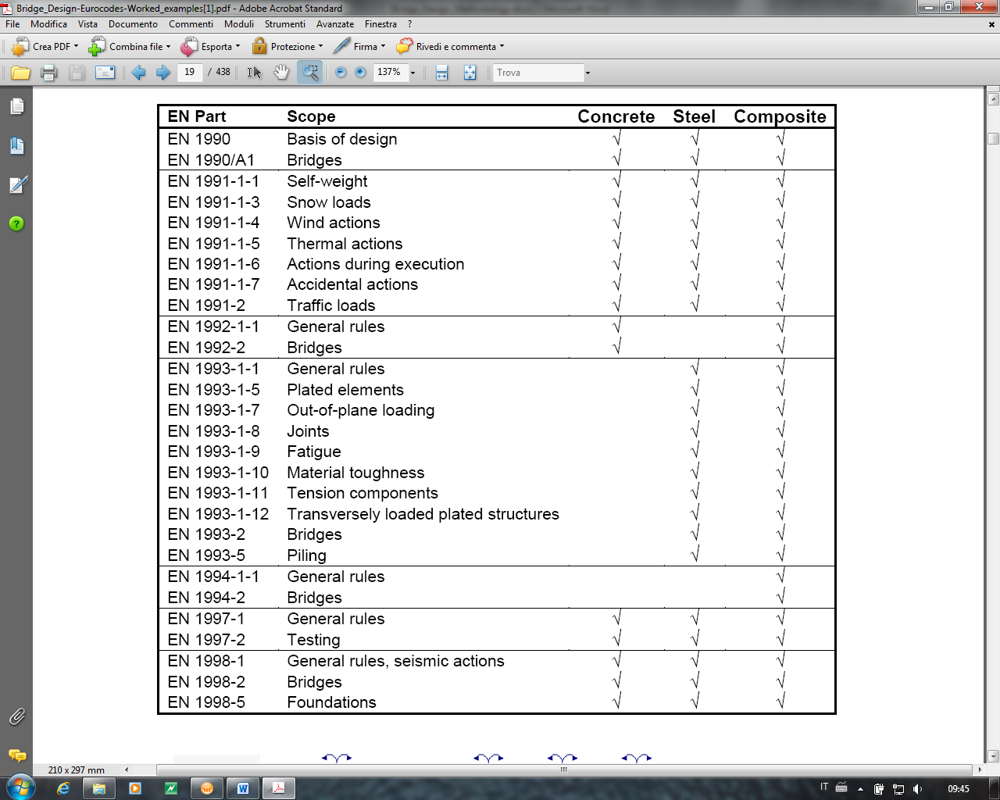 Bridge_Design-Eurocodes-Worked_examples[1].pdf - Adobe Acrobat Standard
File Modifica Vista Documento Commenti Moduli Strumenti Avanzate Finestra ?
Crea PDF Combina file Esporta Protezione Firma Rivedi e commenta
19 / 438 137% Trova
EN Part Scope Concrete Steel Composite
EN 1990 Basis of design √ √ √
EN 1990/A1 Bridges √ √ √
EN 1991-1-1 Self-weight √ √ √
EN 1991-1-3 Snow loads √ √ √
EN 1991-1-4 Wind actions √ √ √
EN 1991-1-5 Thermal actions √ √ √
EN 1991-1-6 Actions during execution √ √ √
EN 1991-1-7 Accidental actions √ √ √
EN 1991-2 Traffic loads √ √ √
EN 1992-1-1 General rules √ √
EN 1992-2 Bridges √ √
EN 1993-1-1 General rules √ √
EN 1993-1-5 Plated elements √ √
EN 1993-1-7 Out-of-plane loading √ √
EN 1993-1-8 Joints √ √
EN 1993-1-9 Fatigue √ √
EN 1993-1-10 Material toughness √ √
EN 1993-1-11 Tension components √ √
EN 1993-1-12 Transversely loaded plated structures √ √
EN 1993-2 Bridges √ √
EN 1993-5 Piling √ √
EN 1994-1-1 General rules √
EN 1994-2 Bridges √
EN 1997-1 General rules √ √ √
EN 1997-2 Testing √ √ √
EN 1998-1 General rules, seismic actions √ √ √
EN 1998-2 Bridges √ √ √
EN 1998-5 Foundations √ √ √
210 x 297 mm
IT 09:45